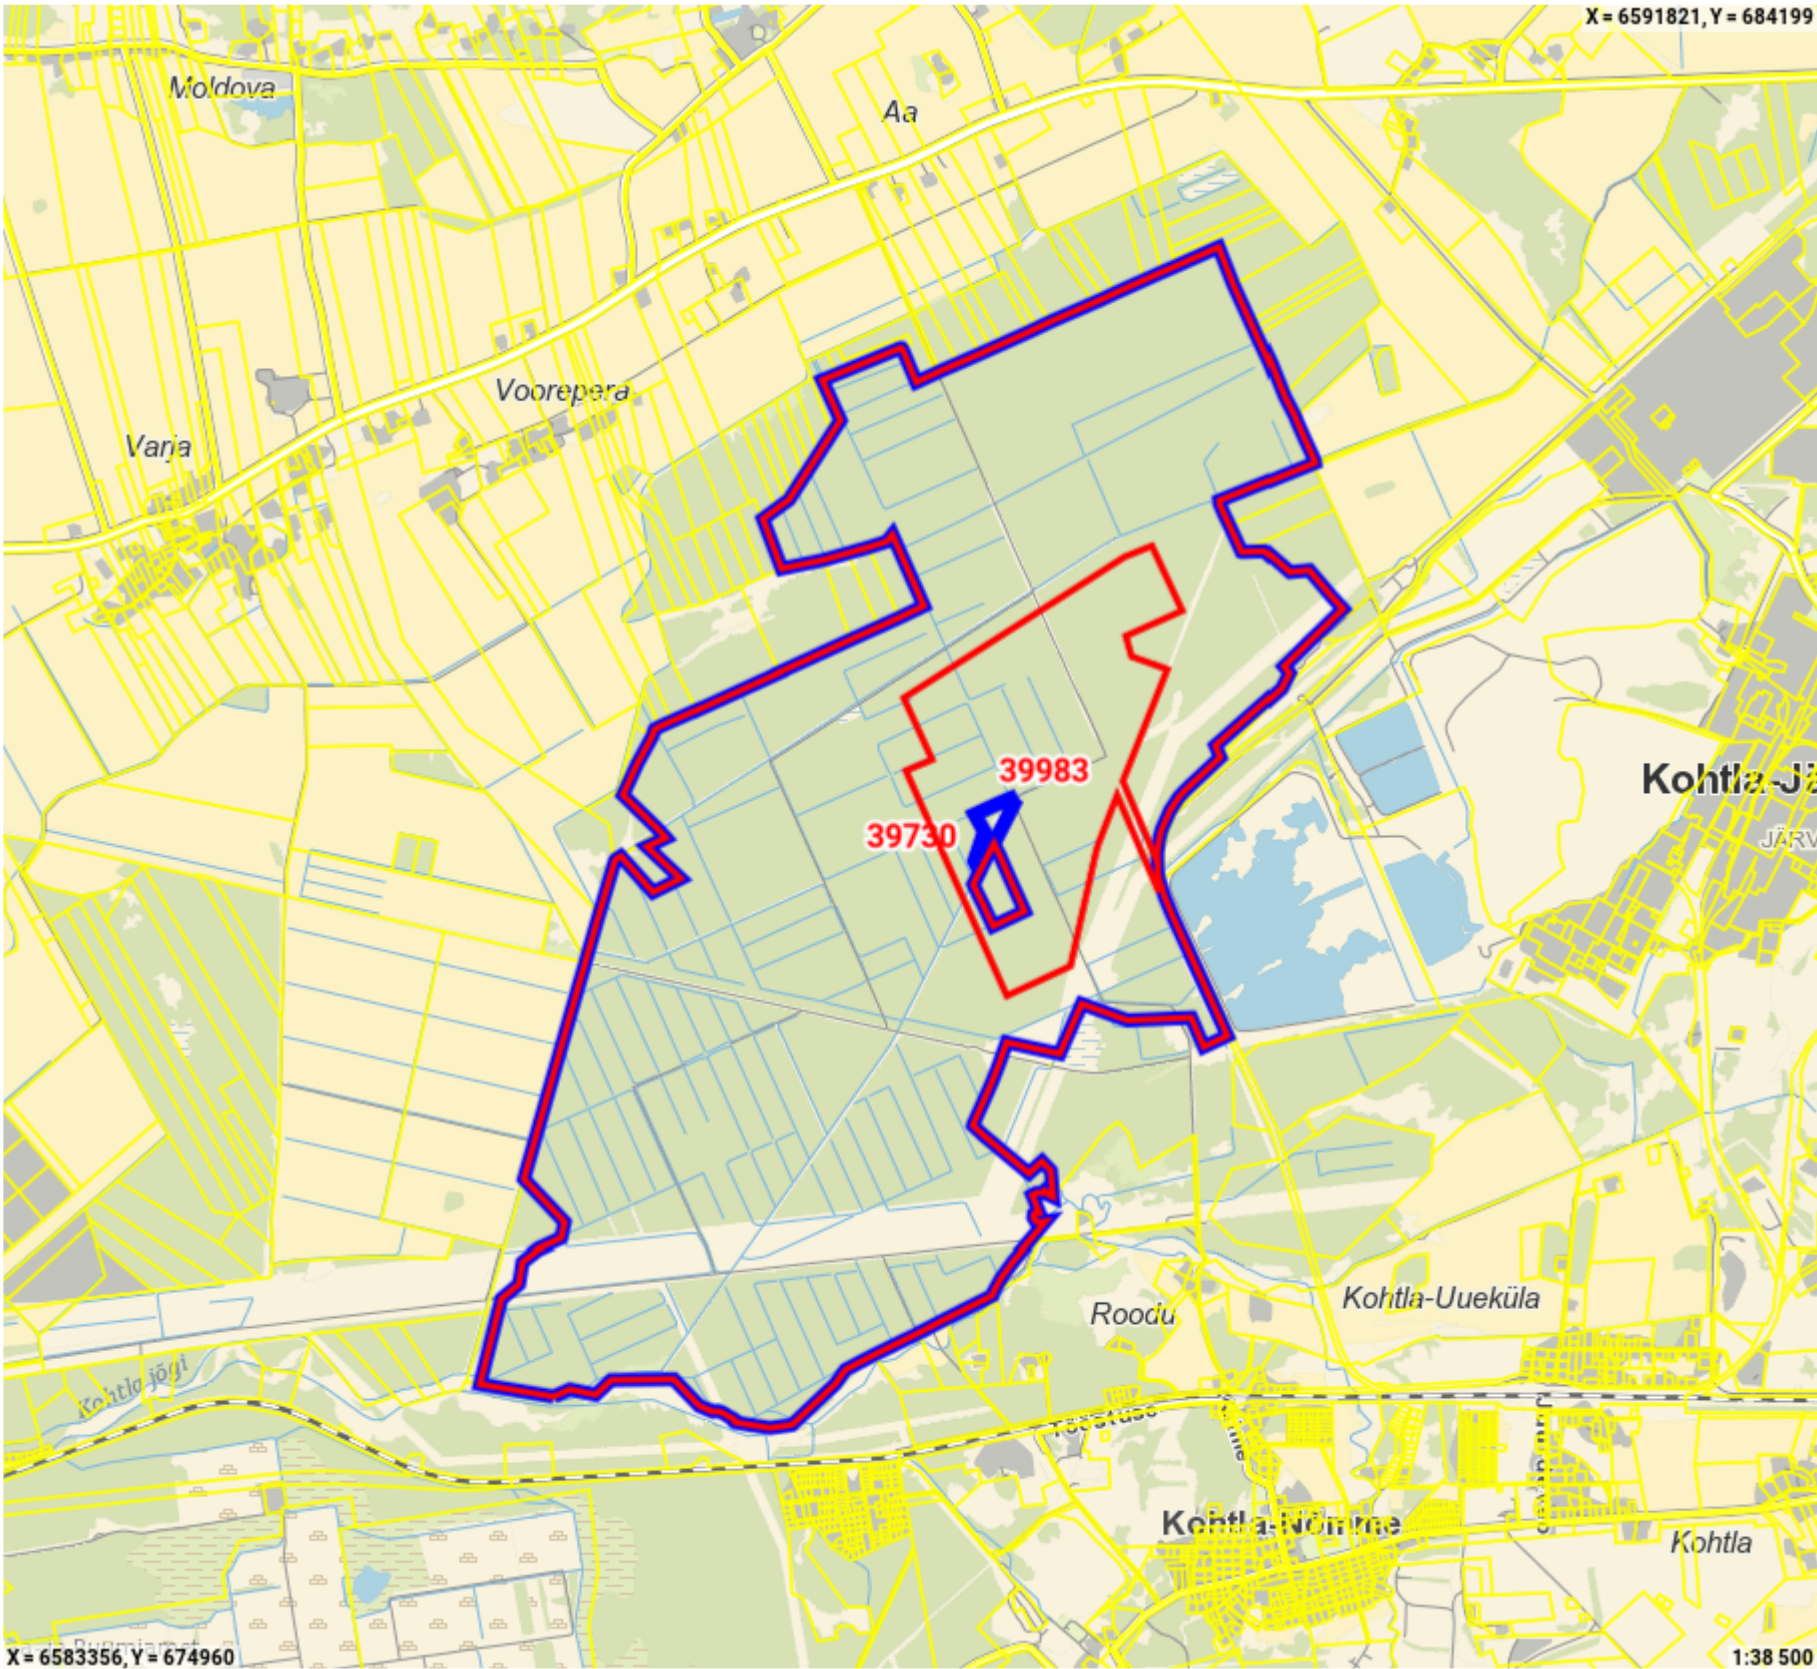 X = 6591821, Y = 684199
Moldova
Aa
Voorepera
Varja
39983
39730
Kohtla-Jä
JÄRV
Kohtla-Uueküla
Roodu
Kohtla jõgi
Kohtla-Nõmme
Kohtla
X = 6583356, Y = 674960
1:38 500